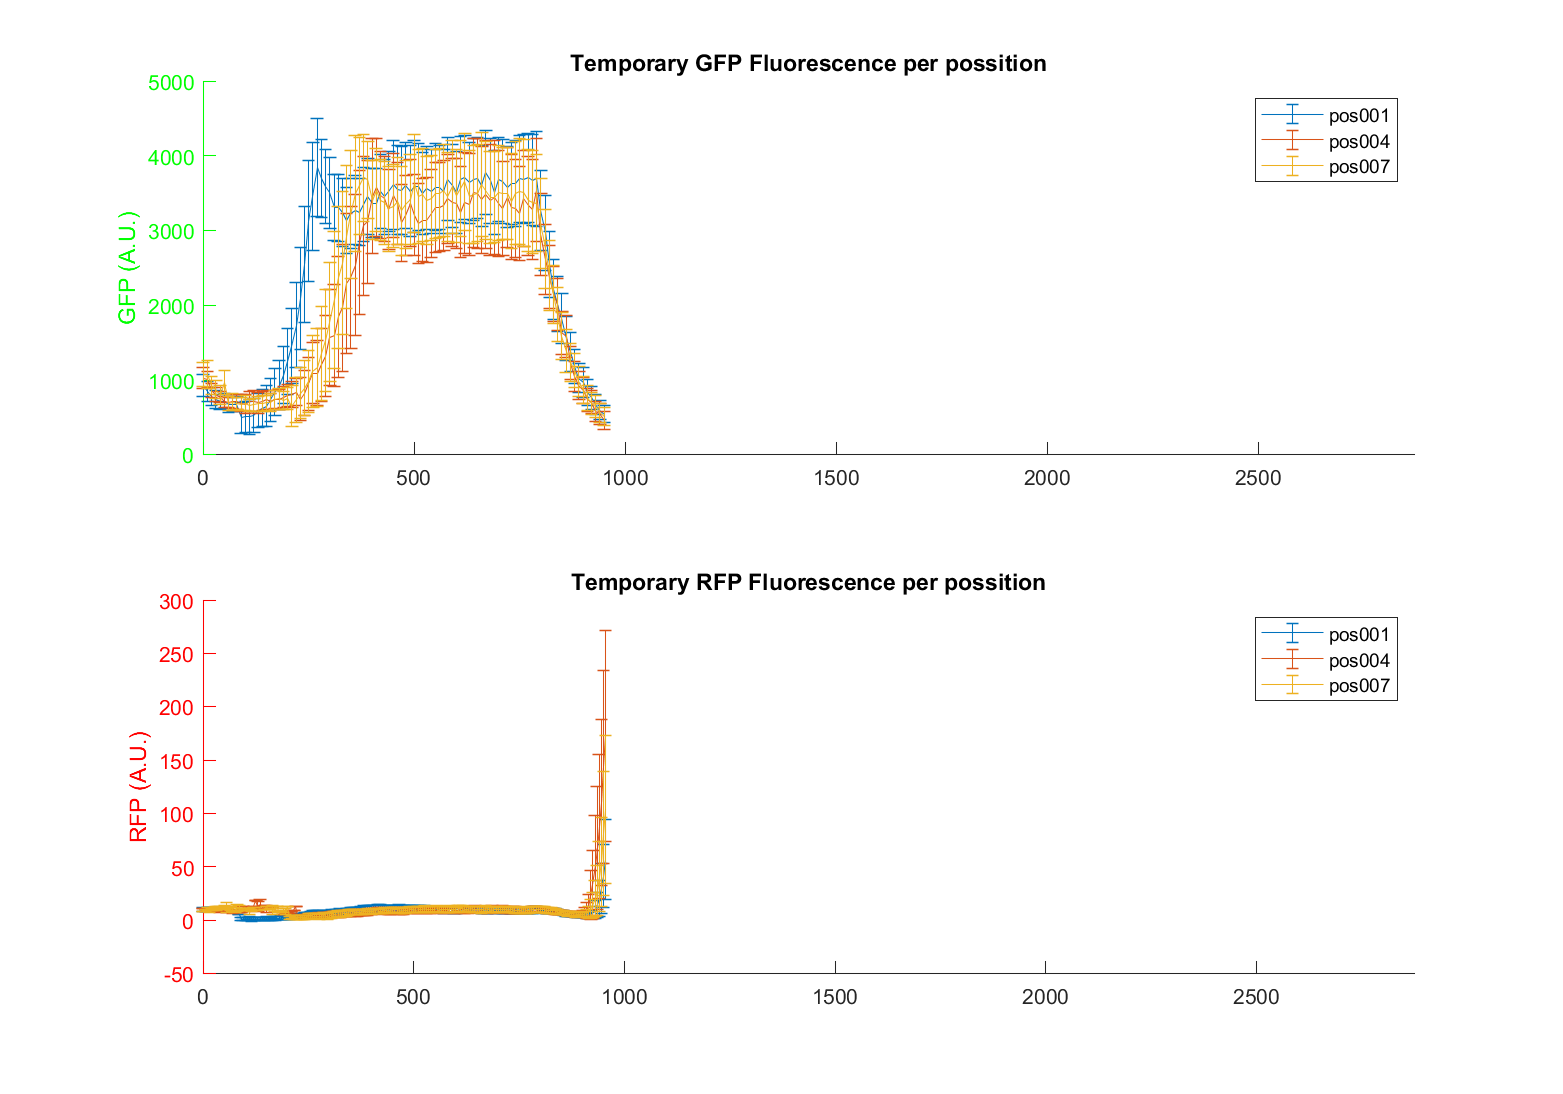 Temporary GFP Fluorescence per possition
5000
4000
3000
2000
1000
0
GFP (A.U.)
0 500 1000 1500 2000 2500
pos001
pos004
pos007
Temporary RFP Fluorescence per possition
300
250
200
150
100
50
0
-50
RFP (A.U.)
0 500 1000 1500 2000 2500
pos001
pos004
pos007